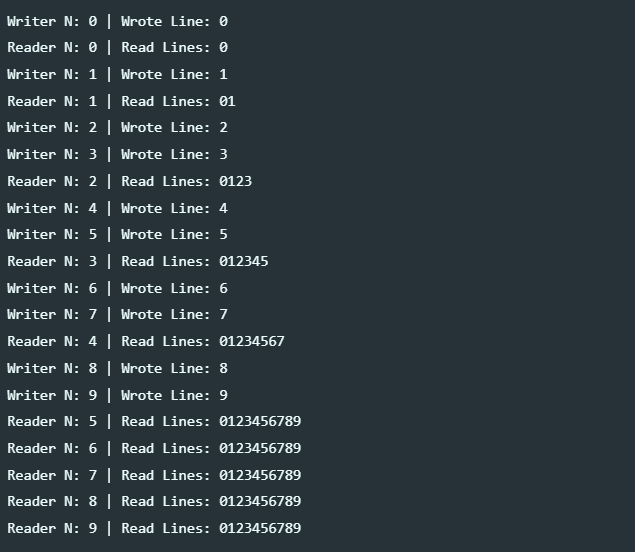 Writer N: 0 | Wrote Line: 0
Reader N: 0 | Read Lines: 0
Writer N: 1 | Wrote Line: 1
Reader N: 1 | Read Lines: 01
Writer N: 2 | Wrote Line: 2
Writer N: 3 | Wrote Line: 3
Reader N: 2 | Read Lines: 0123
Writer N: 4 | Wrote Line: 4
Writer N: 5 | Wrote Line: 5
Reader N: 3 | Read Lines: 012345
Writer N: 6 | Wrote Line: 6
Writer N: 7 | Wrote Line: 7
Reader N: 4 | Read Lines: 01234567
Writer N: 8 | Wrote Line: 8
Writer N: 9 | Wrote Line: 9
Reader N: 5 | Read Lines: 0123456789
Reader N: 6 | Read Lines: 0123456789
Reader N: 7 | Read Lines: 0123456789
Reader N: 8 | Read Lines: 0123456789
Reader N: 9 | Read Lines: 0123456789